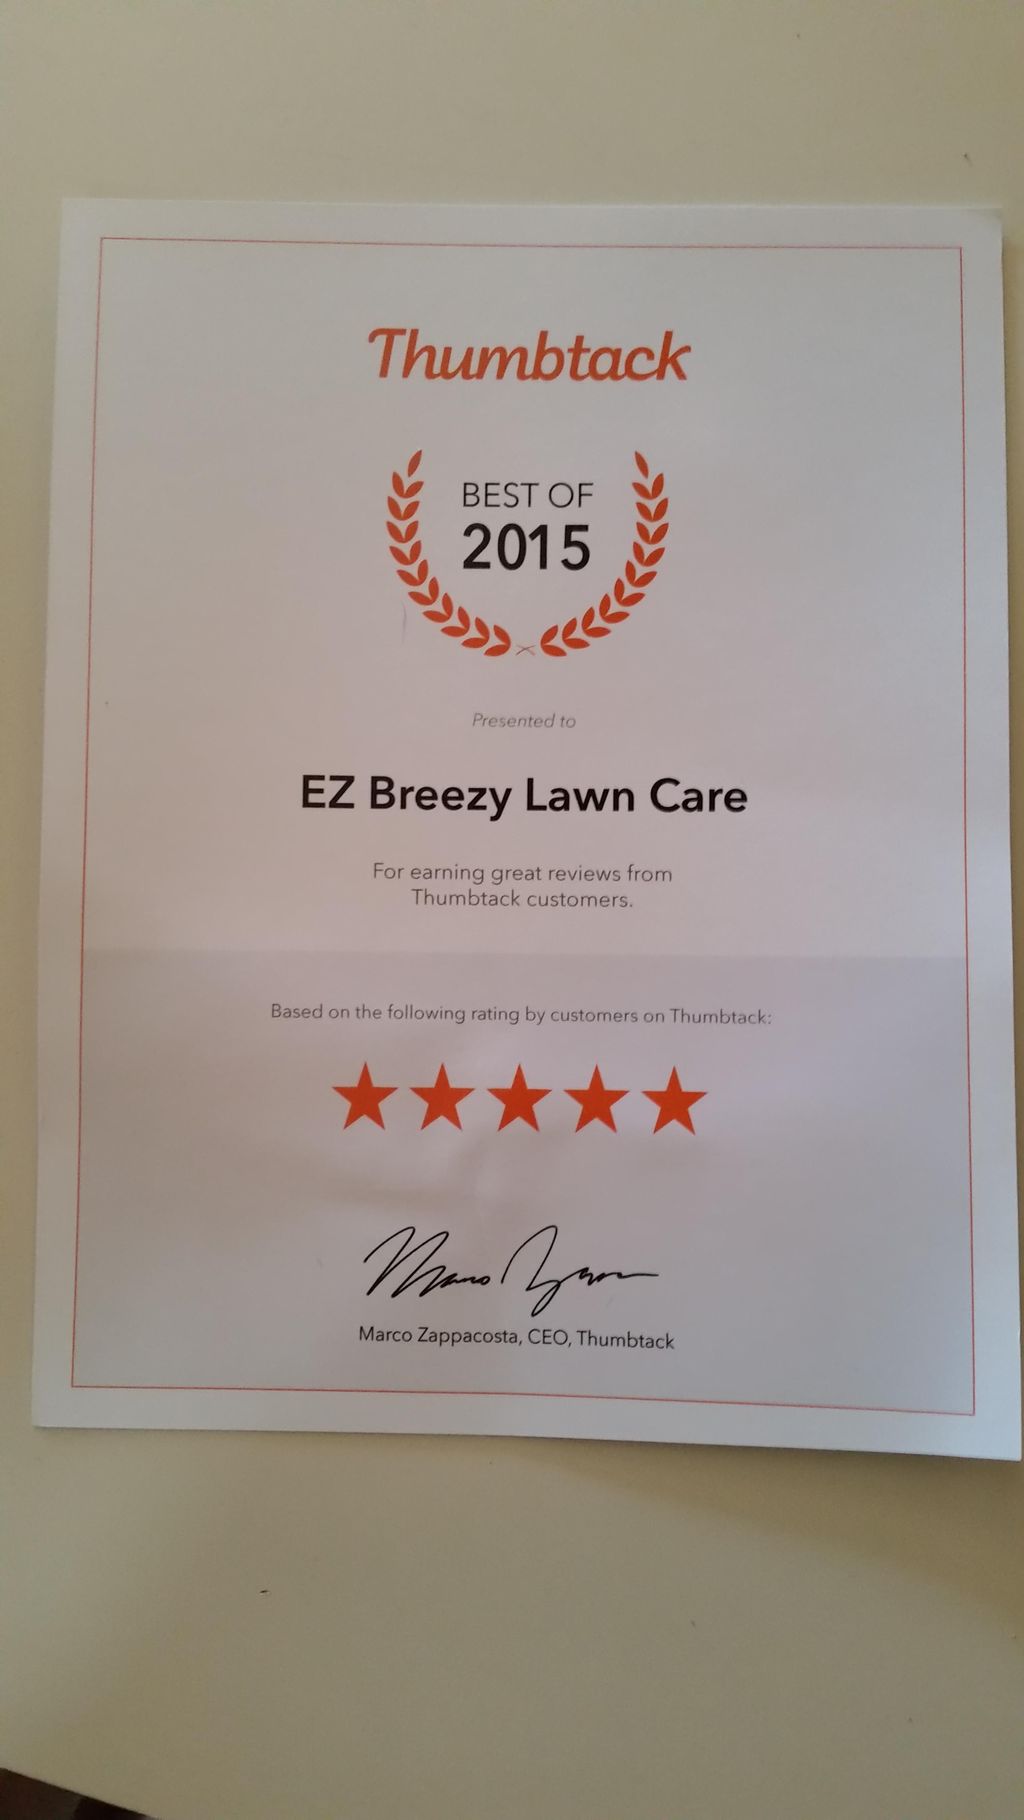 Thumbtack
BEST OF
2015
Presented to
EZ Breezy Lawn Care
For earning great reviews from
Thumbtack customers.
Based on the following rating by customers on Thumbtack:
Marco Zappacosta, CEO, Thumbtack